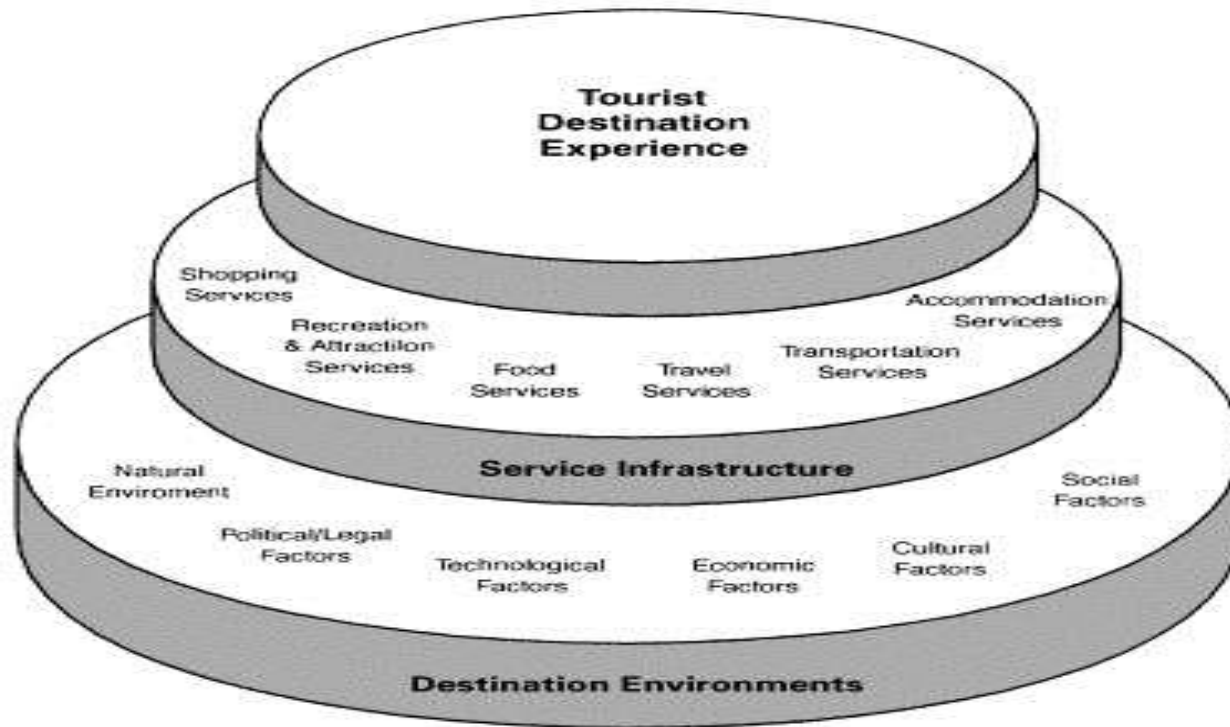 Tourist
Destination
Experience
Shopping
Services
Recreation
& Attractilon
Services
Food
Services
Travel
Services
Transportation
Services
Accommodation
Services
Service Infrastructure
Natural
Enviroment
Political/Legal
Factors
Technological
Factors
Economic
Factors
Cultural
Factors
Social
Factors
Destination Environments